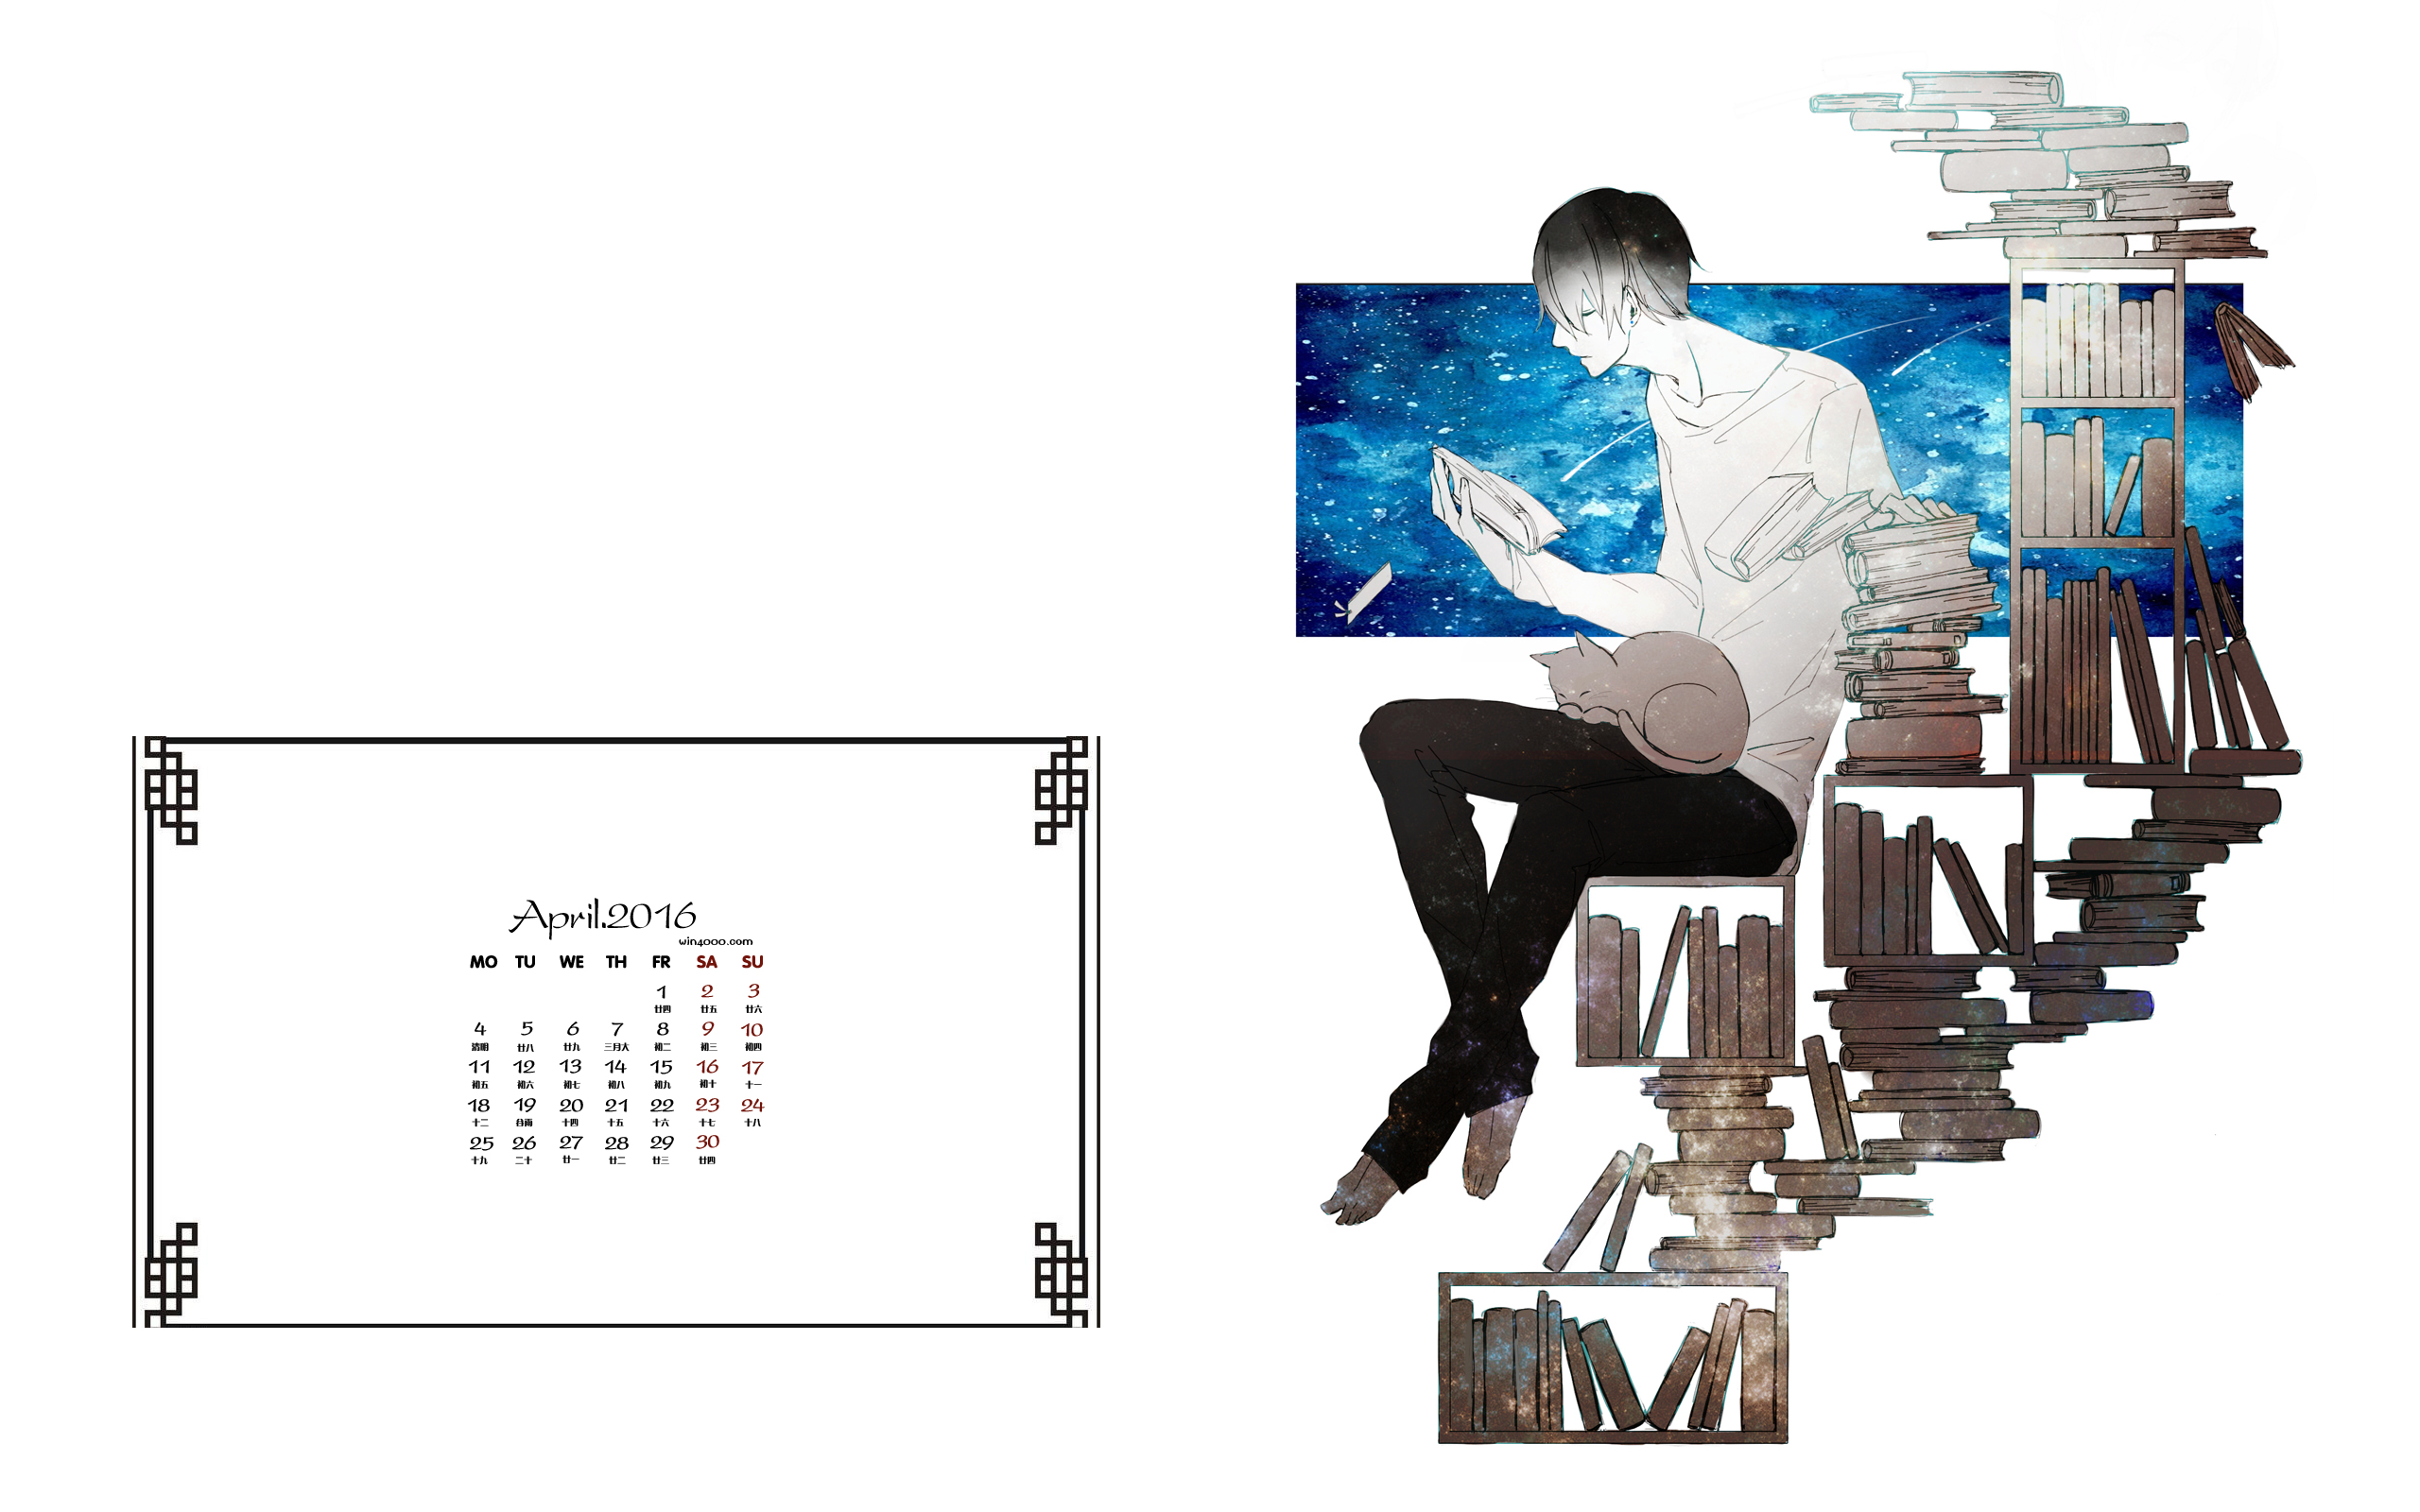 April.2016
win4000.com
MO TU WE TH FR SA SU
1 2 3
廿四 廿五 廿六
4 5 6 7 8 9 10
清明 廿八 廿九 三月大 初二 初三 初四
11 12 13 14 15 16 17
初五 初六 初七 初八 初九 初十 十一
18 19 20 21 22 23 24
十二 谷雨 十四 十五 十六 十七 十八
25 26 27 28 29 30
十九 二十 廿一 廿二 廿三 廿四